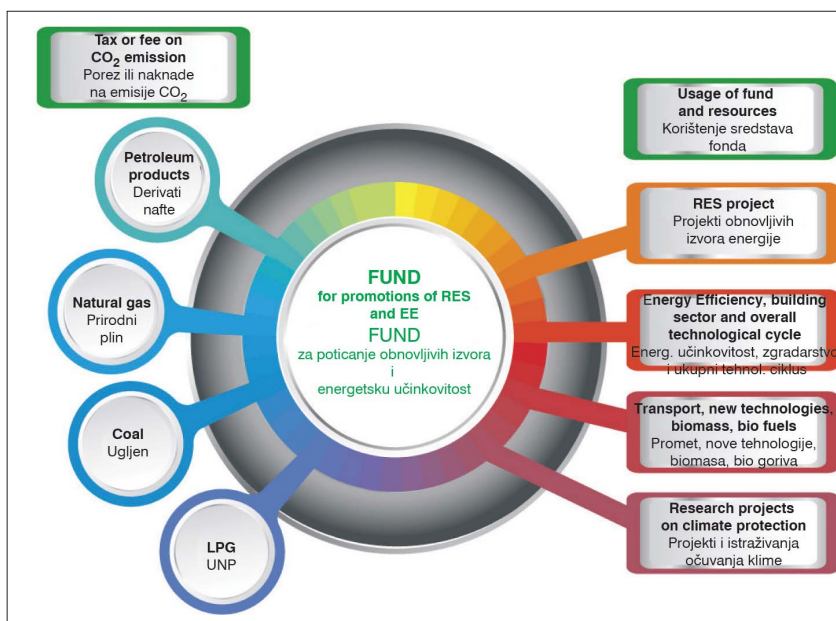 Tax or fee on
CO₂ emission
Porez ili naknade
na emisije CO₂
Petroleum
products
Derivati
nafte
Natural gas
Prirodni
plin
Coal
Ugljen
LPG
UNP
FUND
for promotions of RES
and EE
FUND
za poticanje obnovljivih izvora
i
energetsku učinkovitost
Usage of fund
and resources
Korištenje sredstava
fonda
RES project
Projekti obnovljivih
izvora energije
Energy Efficiency, building
sector and overall
technological cycle
Energ. učinkovitost, zgradarstvo
i ukupni tehnol. ciklus
Transport, new technologies,
biomass, bio fuels
Promet, nove tehnologije,
biomasa, bio goriva
Research projects
on climate protection
Projekti i istraživanja
očuvanja klime